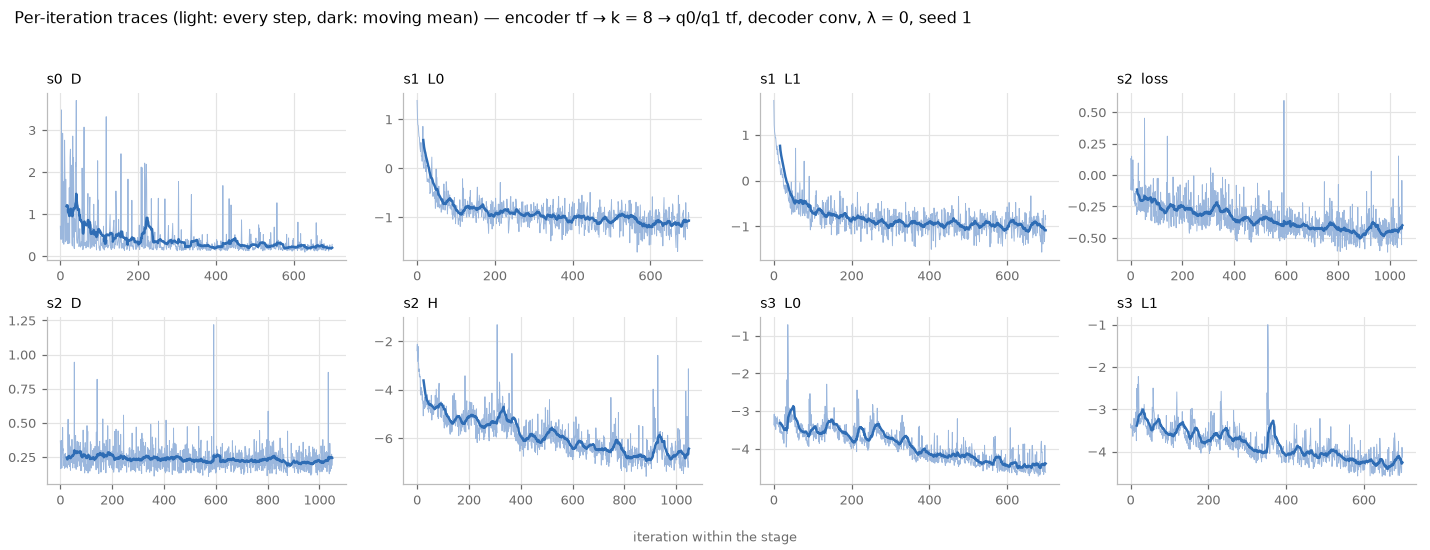 Per-iteration traces (light: every step, dark: moving mean) — encoder tf → k = 8 → q0/q1 tf, decoder conv, λ = 0, seed 1
s0 D
3
2
1
0
0 200 400 600
s1 L0
1
0
−1
0 200 400 600
s1 L1
1
0
−1
0 200 400 600
s2 loss
0.50
0.25
0.00
−0.25
−0.50
0 200 400 600 800 1000
s2 D
1.25
1.00
0.75
0.50
0.25
0 200 400 600 800 1000
s2 H
−2
−4
−6
0 200 400 600 800 1000
s3 L0
−1
−2
−3
−4
0 200 400 600
s3 L1
−1
−2
−3
−4
0 200 400 600
iteration within the stage